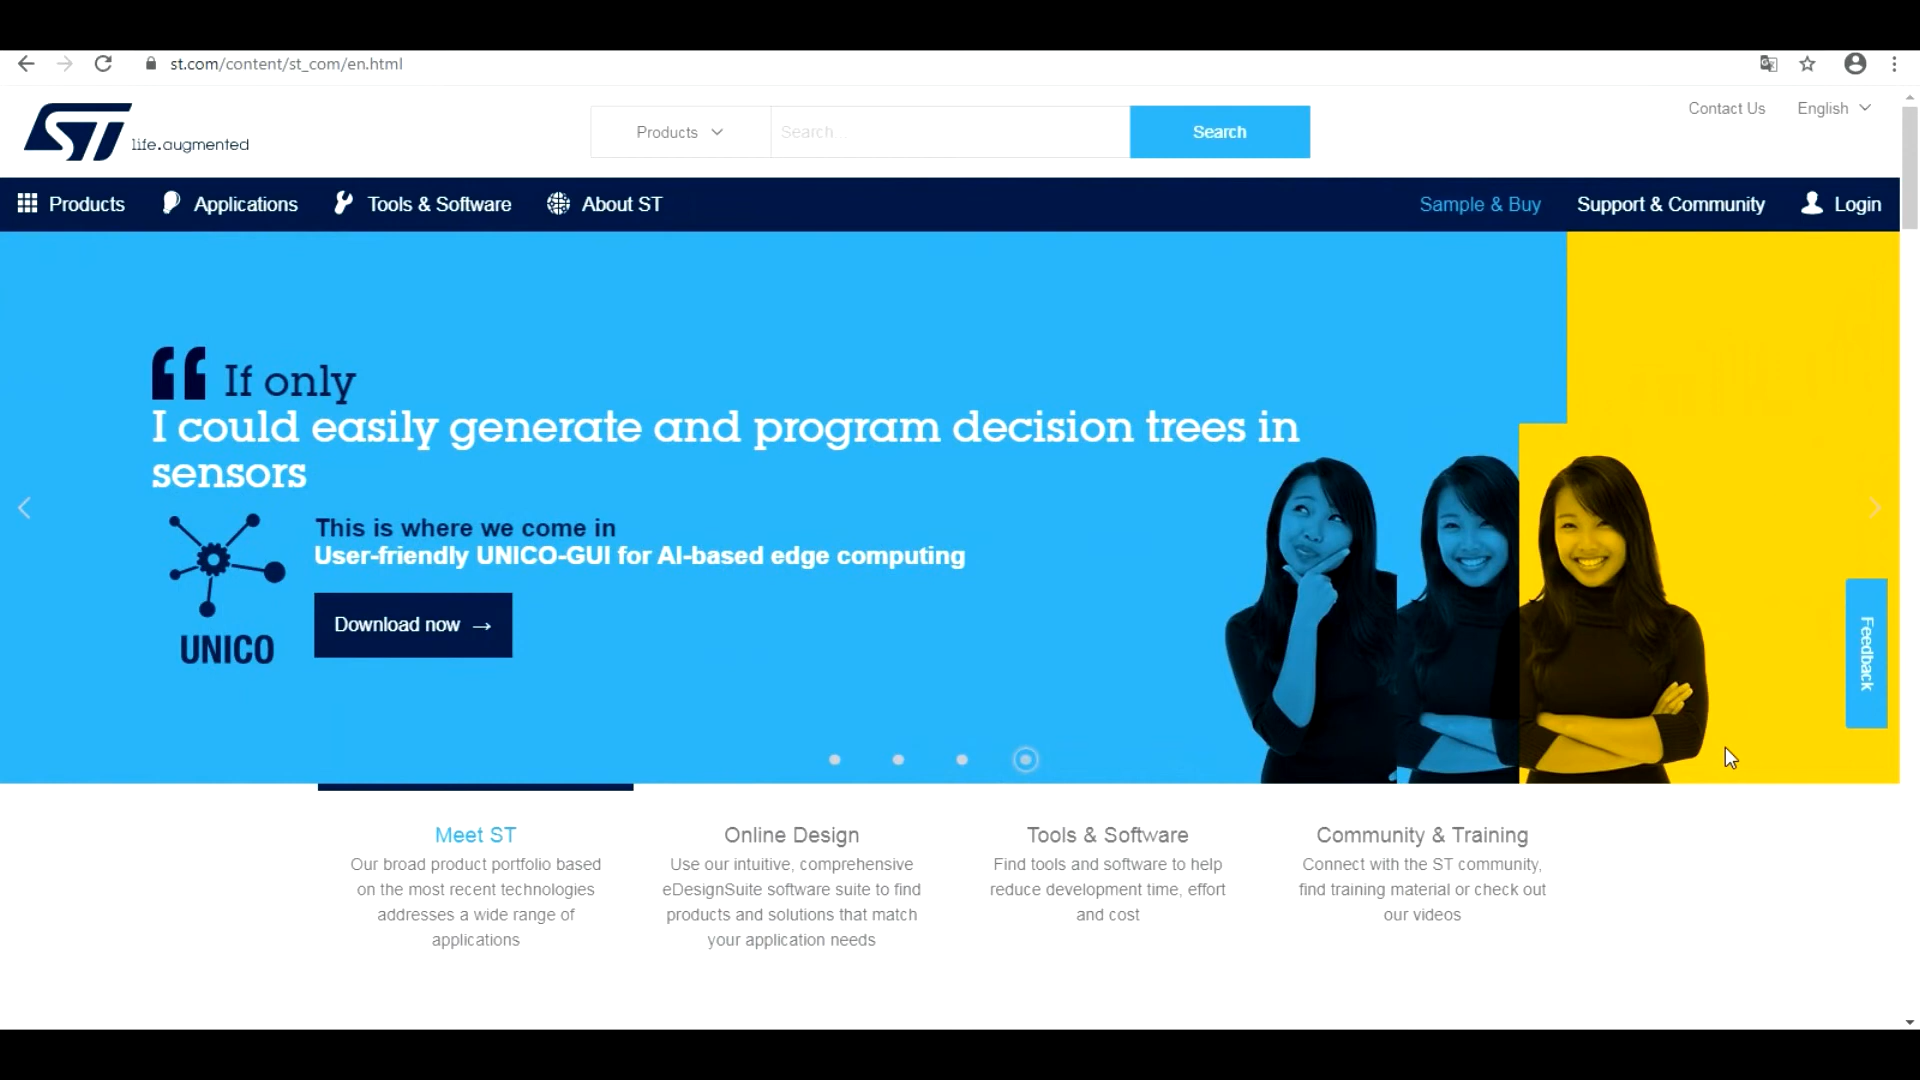 st.com/content/st_com/en.html
ST life.augmented
Products
Search...
Search
Contact Us
English
Products
Applications
Tools & Software
About ST
Sample & Buy
Support & Community
Login
“ If only
I could easily generate and program decision trees in
sensors
This is where we come in
User-friendly UNICO-GUI for AI-based edge computing
Download now →
UNICO
Feedback
Meet ST
Our broad product portfolio based
on the most recent technologies
addresses a wide range of
applications
Online Design
Use our intuitive, comprehensive
eDesignSuite software suite to find
products and solutions that match
your application needs
Tools & Software
Find tools and software to help
reduce development time, effort
and cost
Community & Training
Connect with the ST community,
find training material or check out
our videos